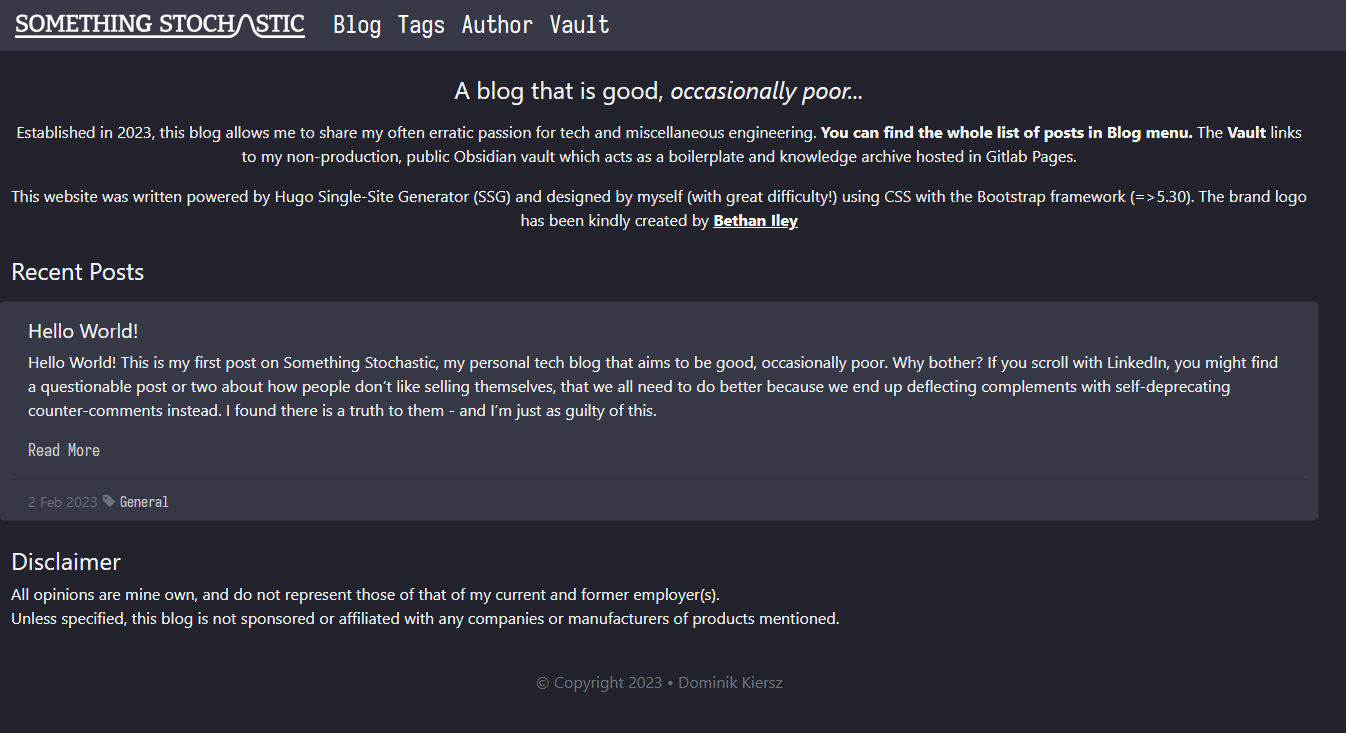 SOMETHING STOCHASTIC Blog Tags Author Vault
A blog that is good, occasionally poor...
Established in 2023, this blog allows me to share my often erratic passion for tech and miscellaneous engineering. You can find the whole list of posts in Blog menu. The Vault links
to my non-production, public Obsidian vault which acts as a boilerplate and knowledge archive hosted in Gitlab Pages.
This website was written powered by Hugo Single-Site Generator (SSG) and designed by myself (with great difficulty!) using CSS with the Bootstrap framework (=>5.30). The brand logo
has been kindly created by Bethan Iley
Recent Posts
Hello World!
Hello World! This is my first post on Something Stochastic, my personal tech blog that aims to be good, occasionally poor. Why bother? If you scroll with LinkedIn, you might find
a questionable post or two about how people don't like selling themselves, that we all need to do better because we end up deflecting complements with self-deprecating
counter-comments instead. I found there is a truth to them - and I'm just as guilty of this.
Read More
2 Feb 2023 General
Disclaimer
All opinions are mine own, and do not represent those of that of my current and former employer(s).
Unless specified, this blog is not sponsored or affiliated with any companies or manufacturers of products mentioned.
© Copyright 2023 • Dominik Kiersz